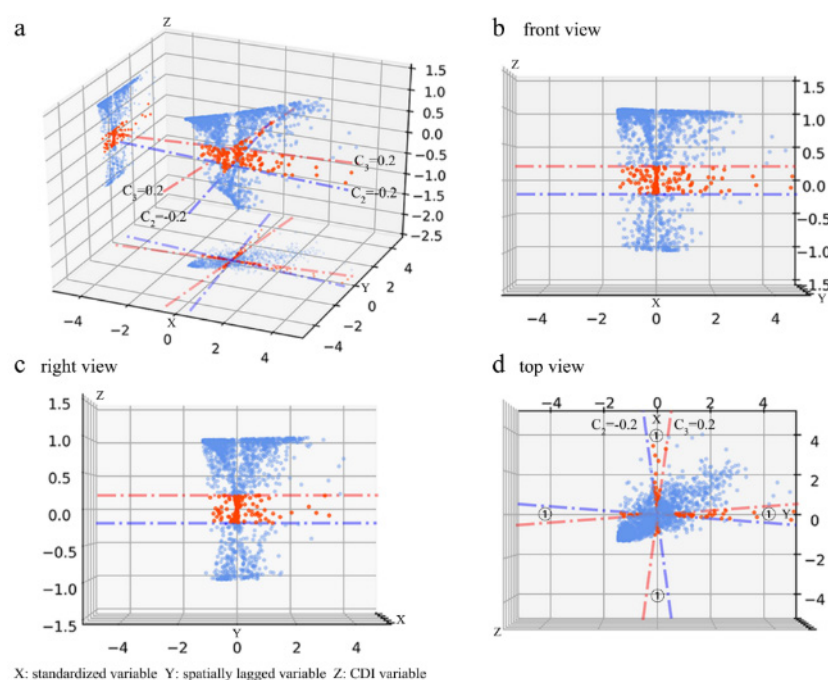 a
Z
1.5
1.0
0.5
0.0
−0.5
−1.0
−1.5
−2.0
−2.5
C3=0.2
C2=-0.2
C3=0.2
C2=-0.2
−4 −2 0 2 4
X
−4 −2 0 2 4
Y
b front view
Z
1.5
1.0
0.5
0.0
−0.5
−1.0
−1.5
Y
X
−4 −2 0 2 4
c right view
Z
1.5
1.0
0.5
0.0
−0.5
−1.0
−1.5
X
Y
−4 −2 0 2 4
d top view
−4 −2 0 2 4
C2=-0.2 X C3=0.2
①
4
2
① ① Y 0
−2
①
−4
Z
X: standardized variable Y: spatially lagged variable Z: CDI variable